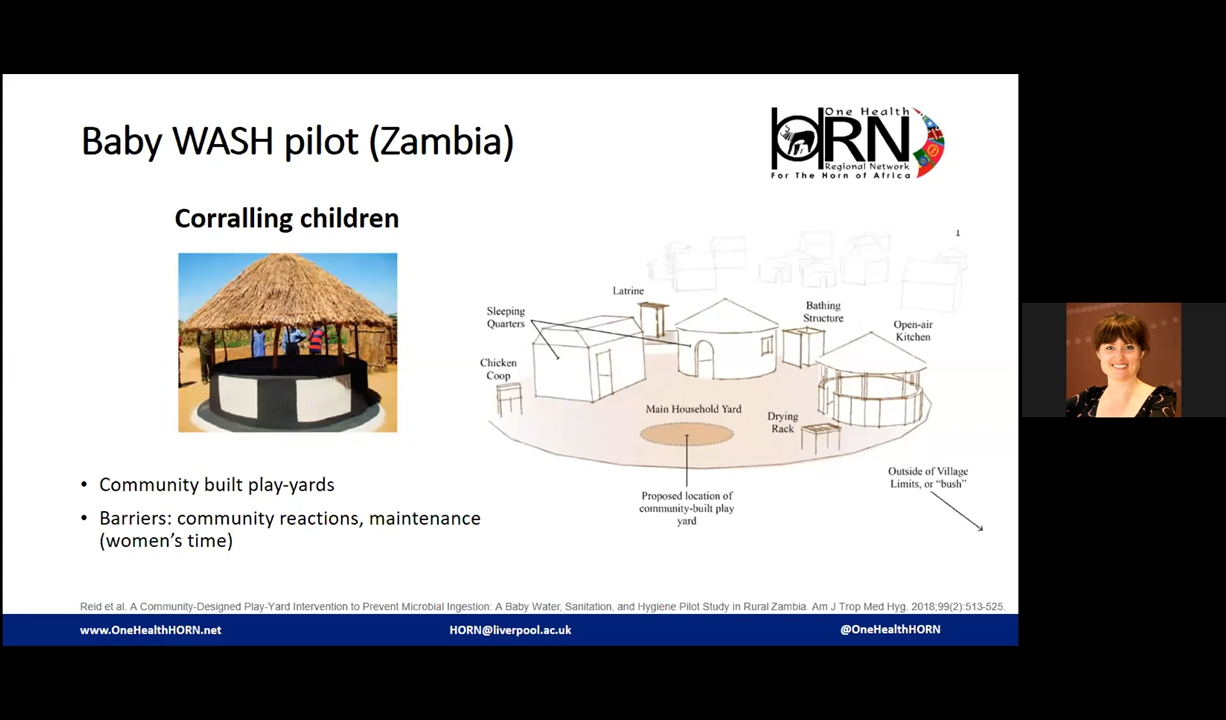 Baby WASH pilot (Zambia)
One Health
HORN
Regional Network
For The Horn of Africa
Corralling children
1
Latrine
Sleeping
Quarters
Bathing
Structure
Open-air
Kitchen
Chicken
Coop
Main Household Yard
Drying
Rack
Outside of Village
Limits, or “bush”
Proposed location of
community-built play
yard
• Community built play-yards
• Barriers: community reactions, maintenance
(women’s time)
Reid et al. A Community-Designed Play-Yard Intervention to Prevent Microbial Ingestion: A Baby Water, Sanitation, and Hygiene Pilot Study in Rural Zambia. Am J Trop Med Hyg. 2018;99(2):513-525.
www.OneHealthHORN.net
HORN@liverpool.ac.uk
@OneHealthHORN